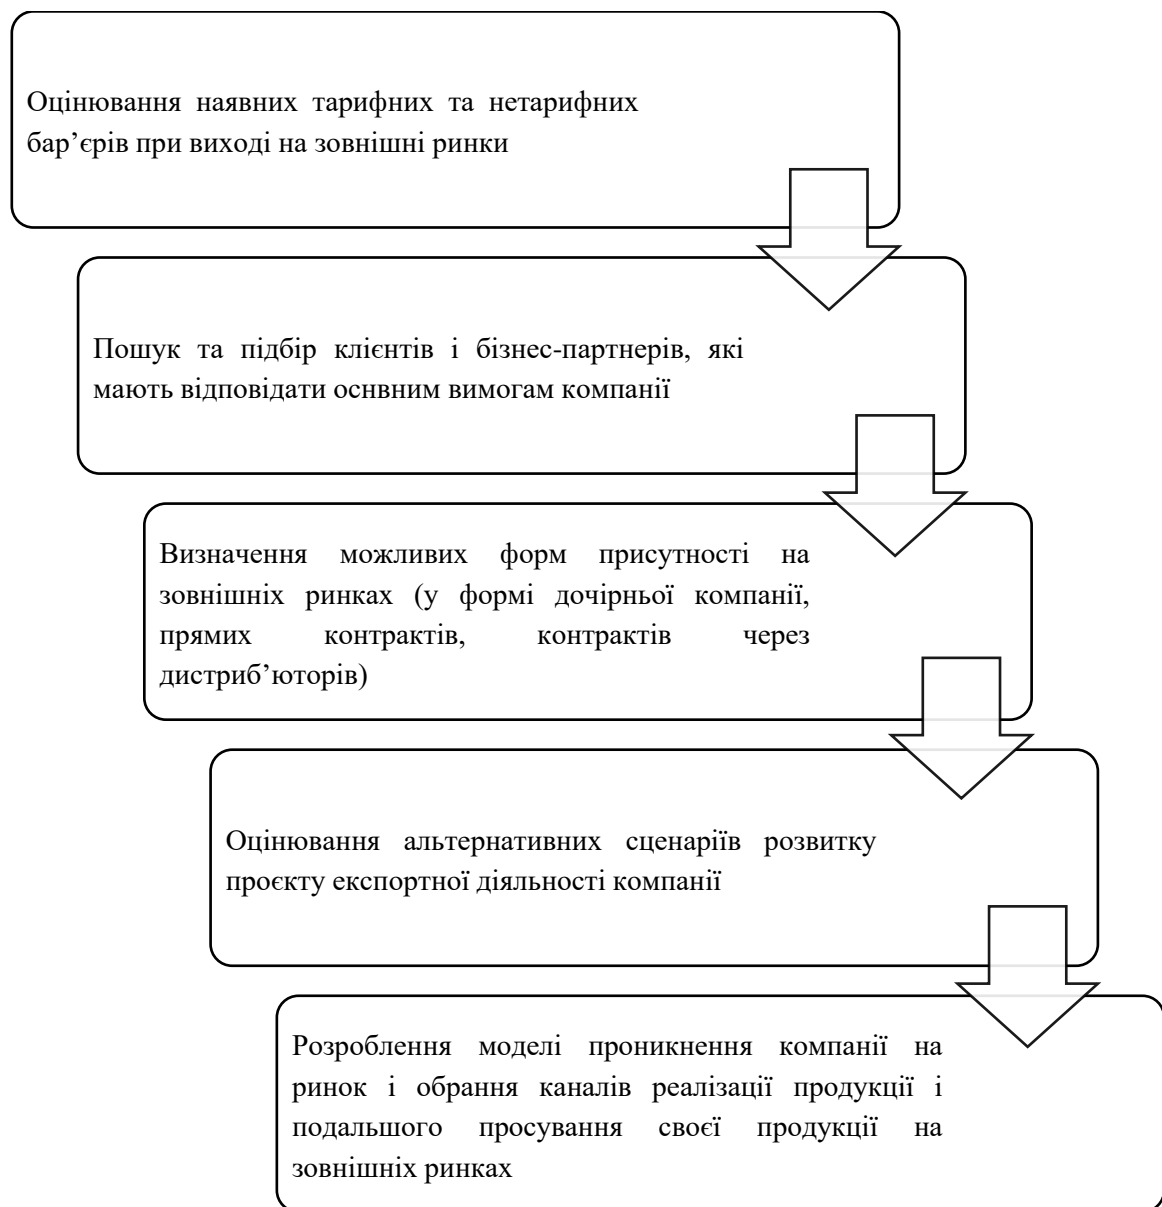 Оцінювання наявних тарифних та нетарифних
бар’єрів при виході на зовнішні ринки
Пошук та підбір клієнтів і бізнес-партнерів, які
мають відповідати оснвним вимогам компанії
Визначення можливих форм присутності на
зовнішніх ринках (у формі дочірньої компанії,
прямих контрактів, контрактів через
дистриб’юторів)
Оцінювання альтернативних сценаріїв розвитку
проєкту експортної діяльності компанії
Розроблення моделі проникнення компанії на
ринок і обрання каналів реалізації продукції і
подальшого просування своєї продукції на
зовнішніх ринках